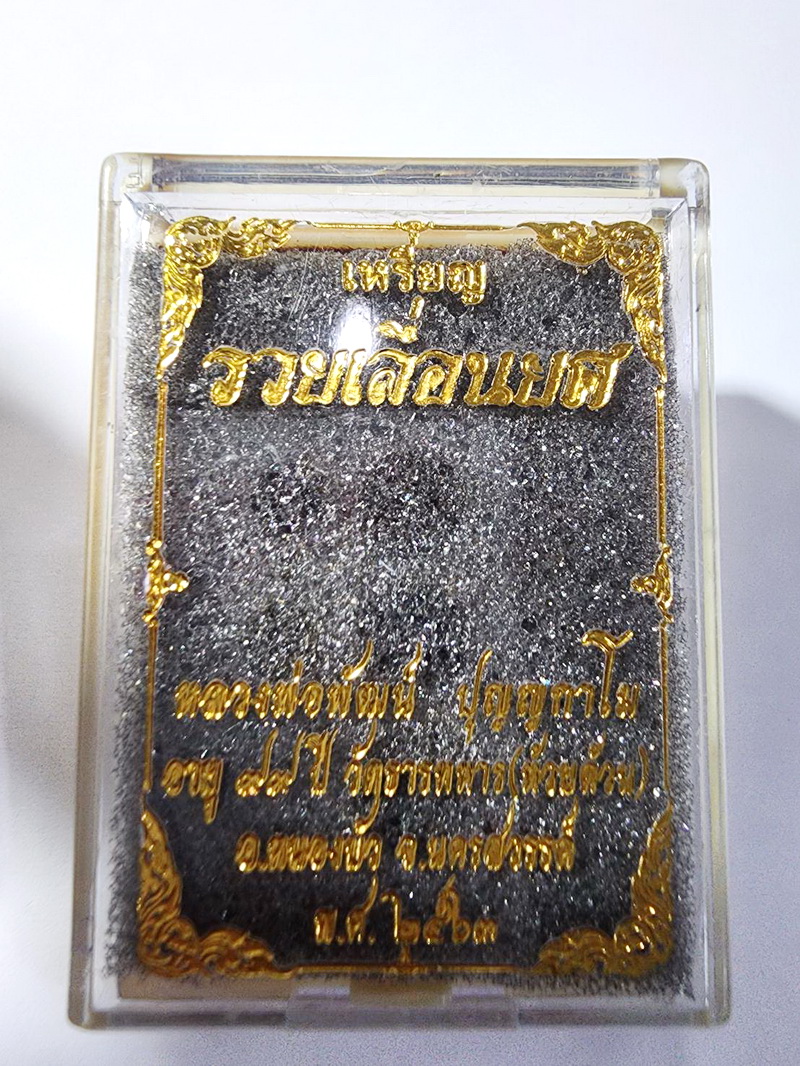 เหรียญ
รวยเลื่อนยศ
หลวงพ่อพัฒน์ ปุญญกาโม
อายุ ๙๙ ปี วัดธารทหาร(ห้วยด้วน)
อ.หนองบัว จ.นครสวรรค์
พ.ศ. ๒๕๖๓